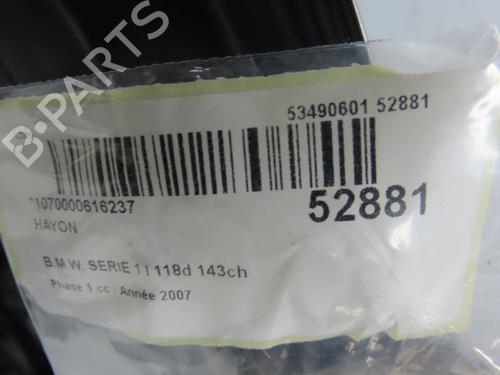 53490601 52881
*1070000616237
52881
HAYON
B.M.W. SERIE 1 I 118d 143ch
Phase 1 cc / Année 2007
B-PARTS